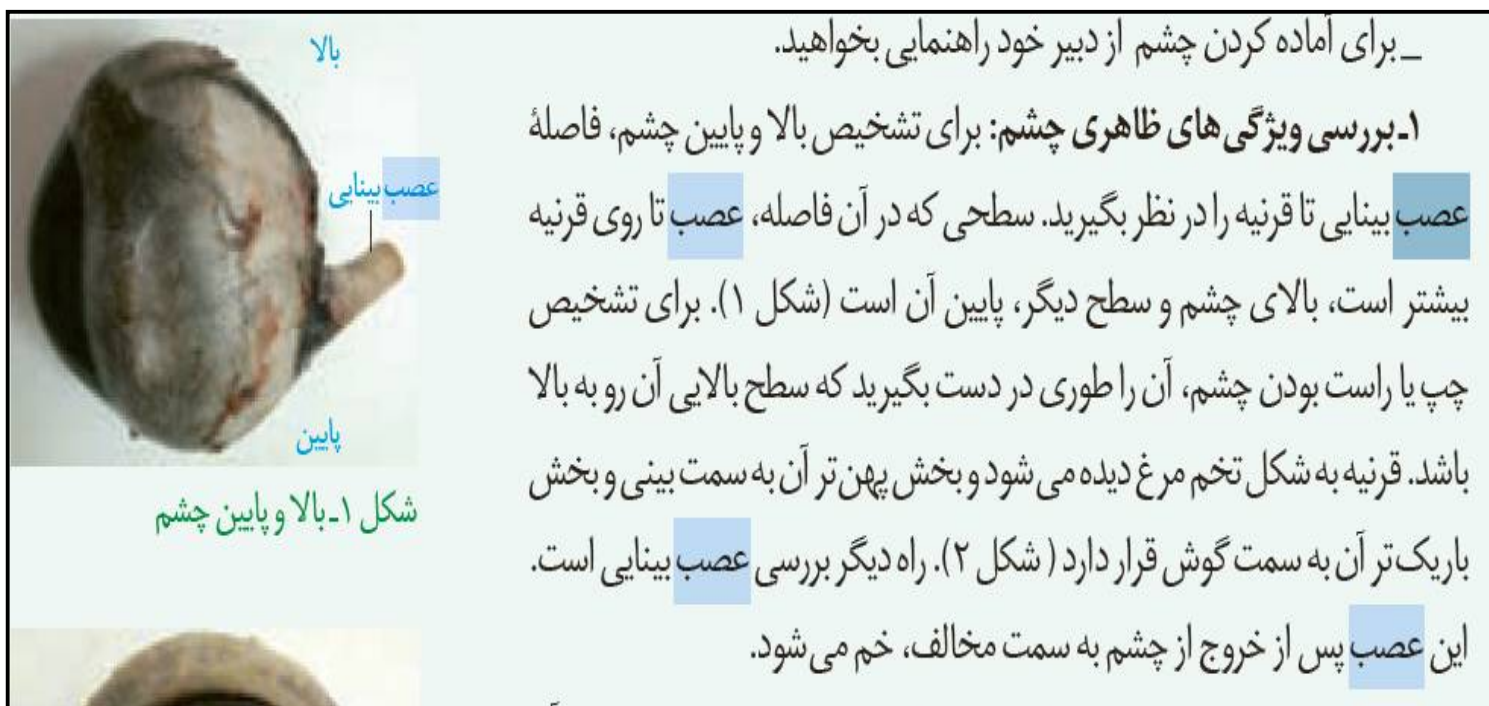 _ برای آماده کردن چشم از دبیر خود راهنمایی بخواهید.
۱ـ بررسی ویژگی های ظاهری چشم: برای تشخیص بالا و پایین چشم، فاصلهٔ
عصب بینایی تا قرنیه را در نظر بگیرید. سطحی که در آن فاصله، عصب تا روی قرنیه
بیشتر است، بالای چشم و سطح دیگر، پایین آن است (شکل ۱). برای تشخیص
چپ یا راست بودن چشم، آن را طوری در دست بگیرید که سطح بالایی آن رو به بالا
باشد. قرنیه به شکل تخم مرغ دیده می شود و بخش پهن تر آن به سمت بینی و بخش
باریک تر آن به سمت گوش قرار دارد ( شکل ۲). راه دیگر بررسی عصب بینایی است.
این عصب پس از خروج از چشم به سمت مخالف، خم می شود.
بالا
عصب بینایی
پایین
شکل ۱ـ بالا و پایین چشم